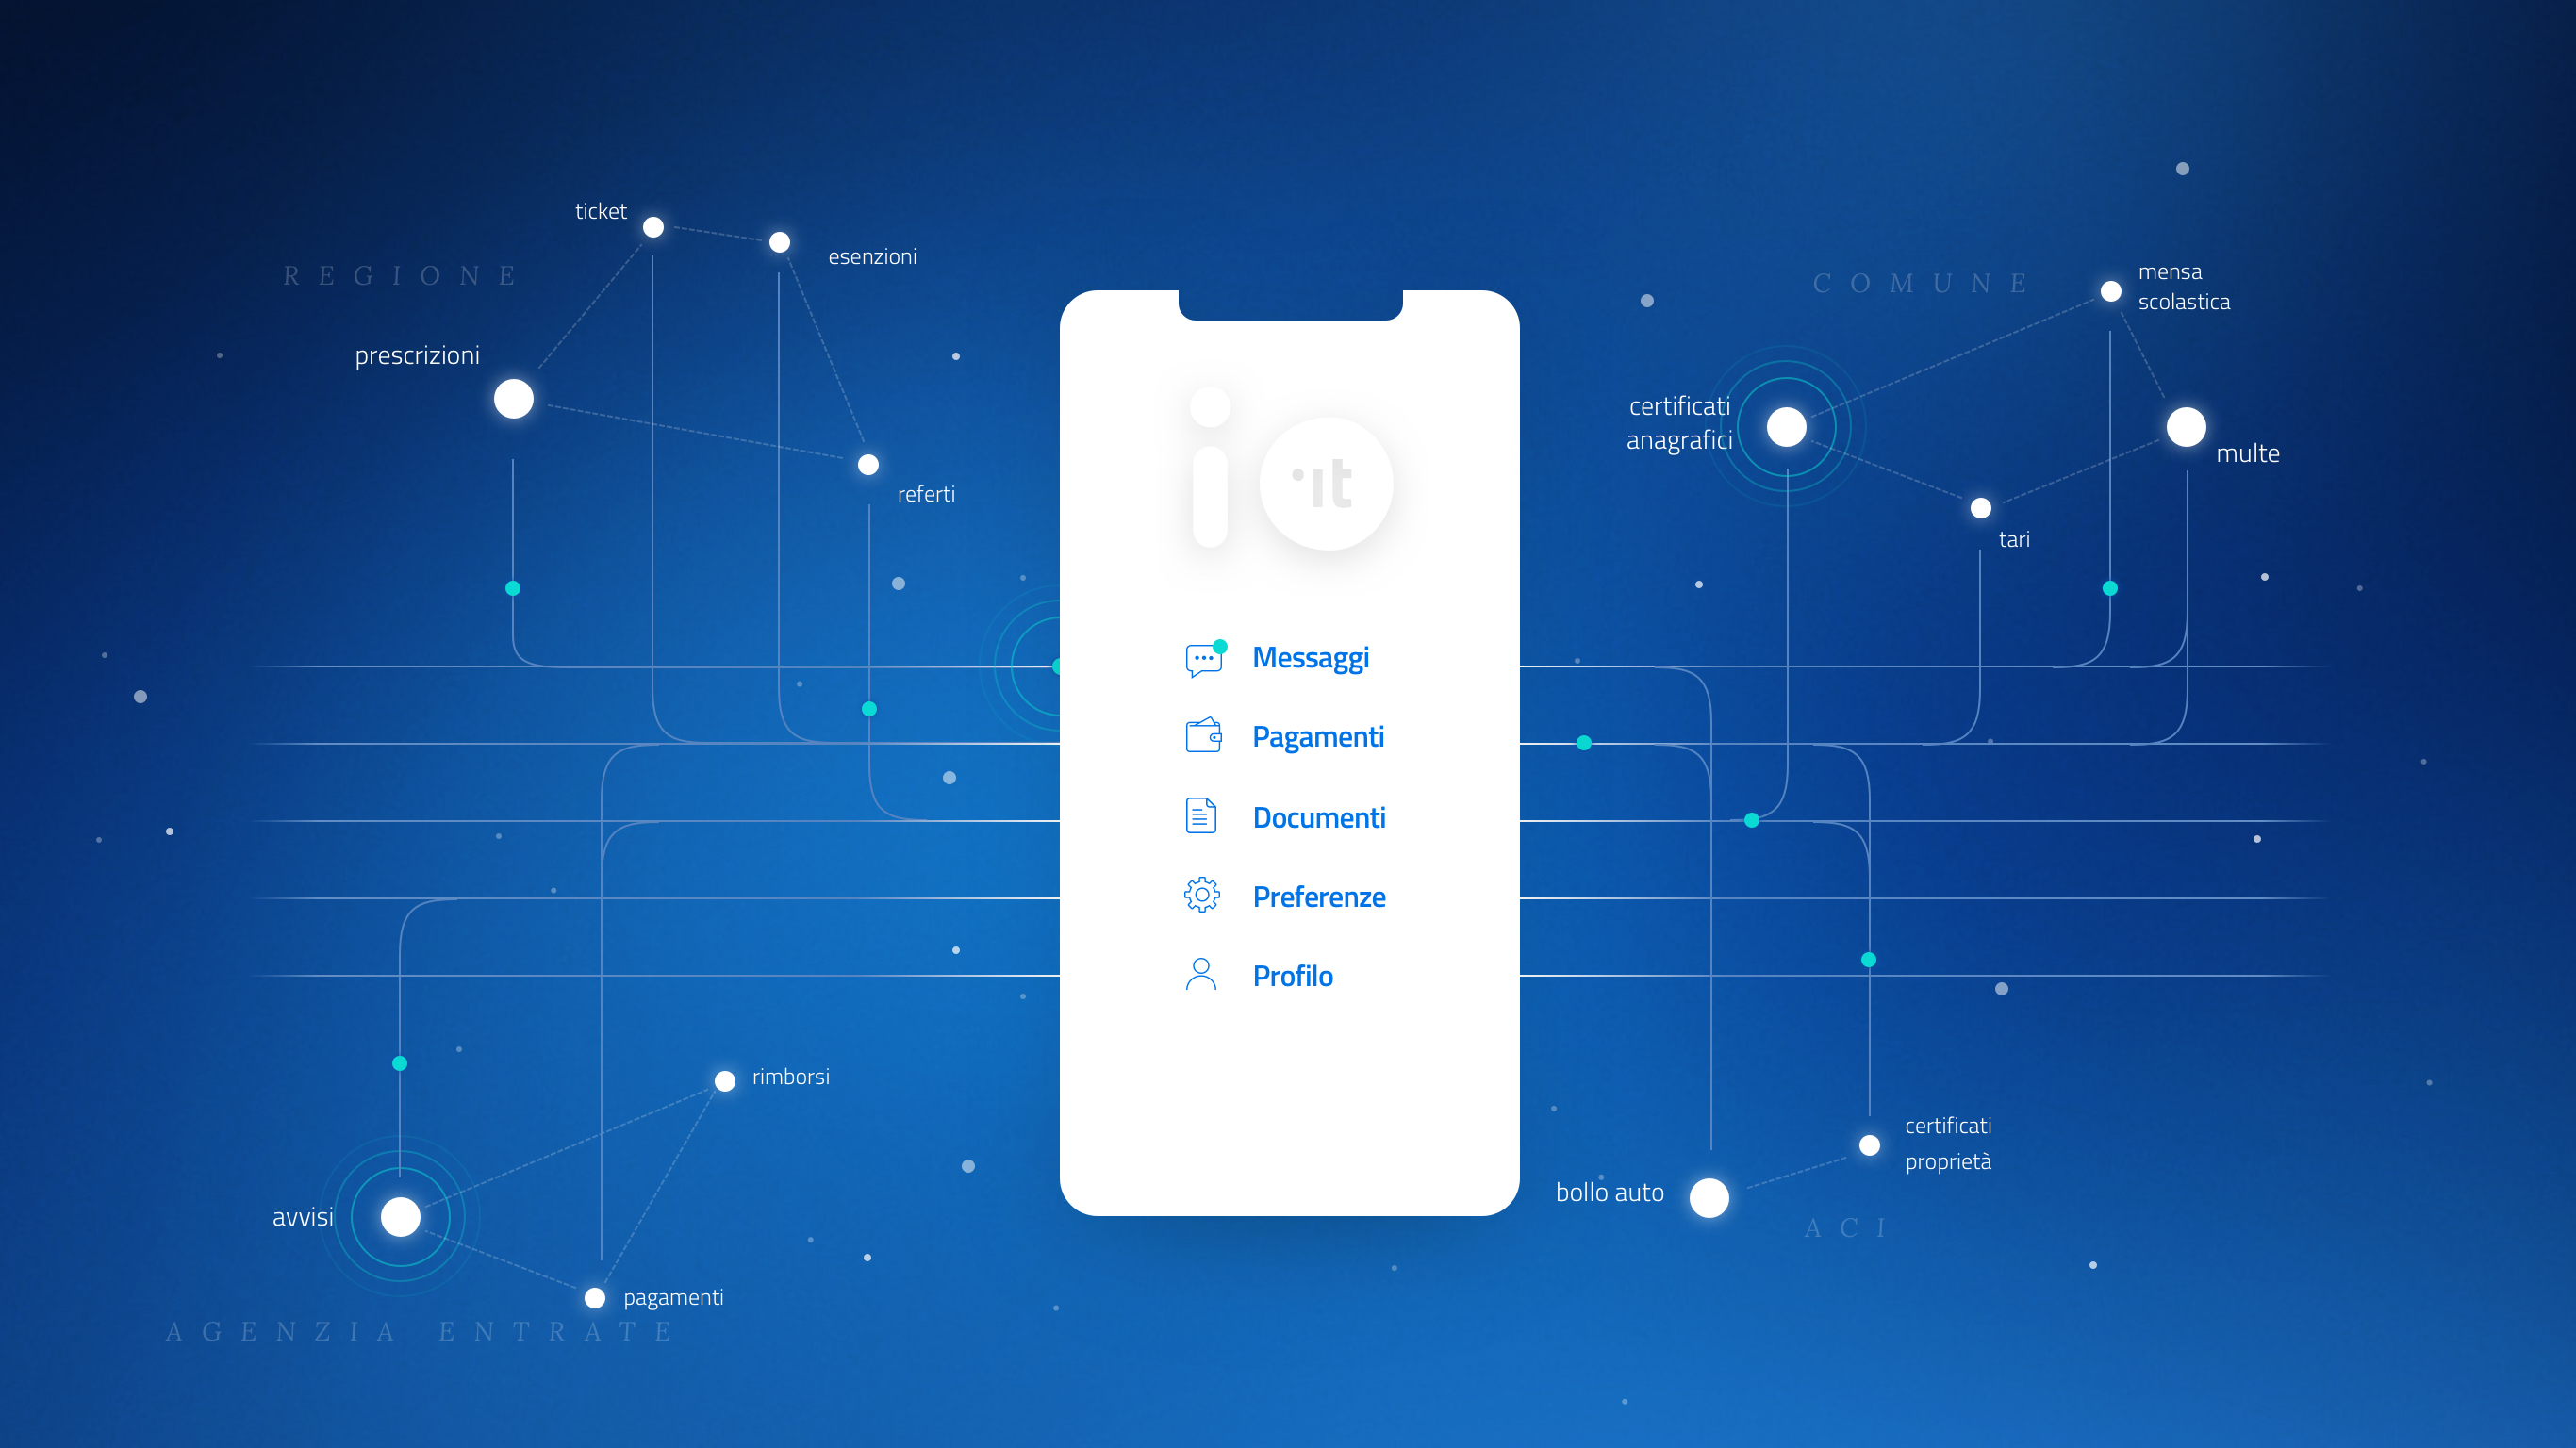 REGIONE
ticket
esenzioni
prescrizioni
referti
COMUNE
mensa
scolastica
certificati
anagrafici
multe
tari
io
.it
Messaggi
Pagamenti
Documenti
Preferenze
Profilo
rimborsi
avvisi
pagamenti
AGENZIA ENTRATE
certificati
proprietà
bollo auto
ACI